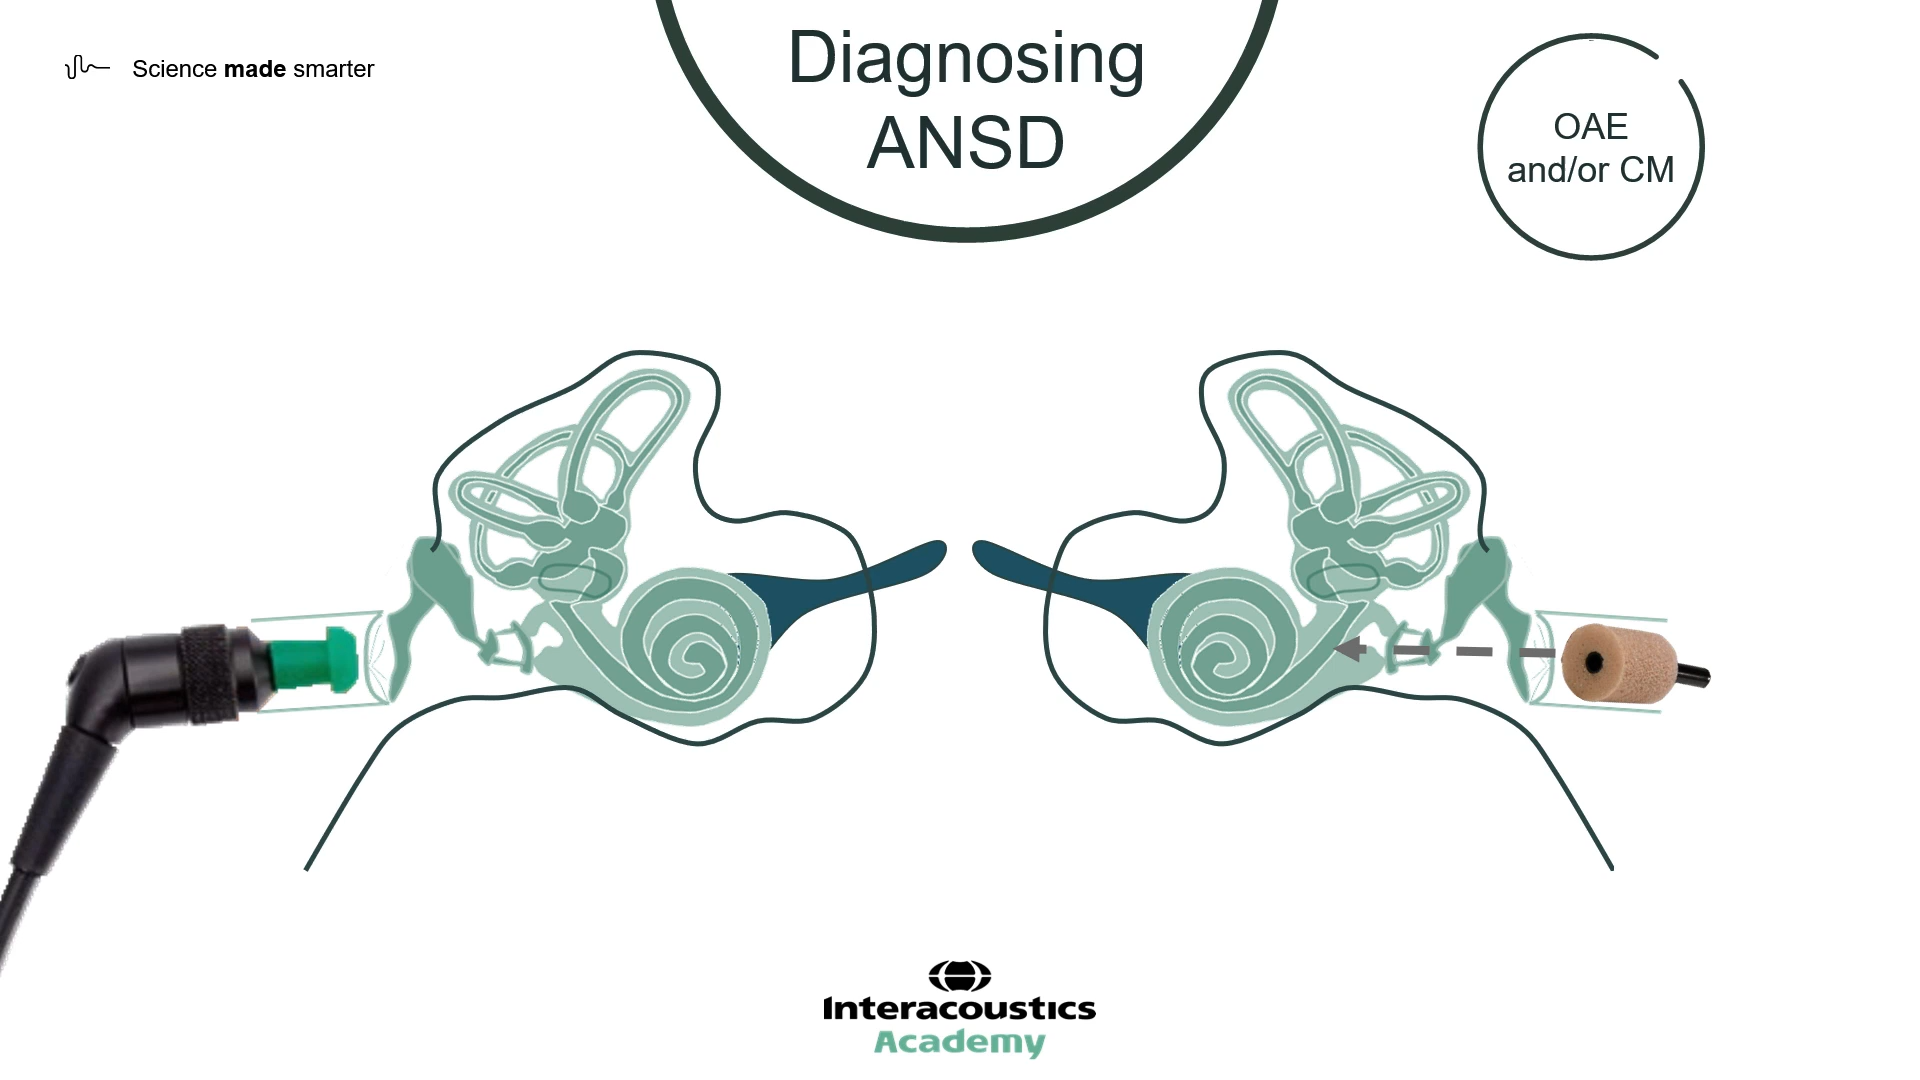 Science made smarter
Diagnosing
ANSD
OAE
and/or CM
Interacoustics
Academy